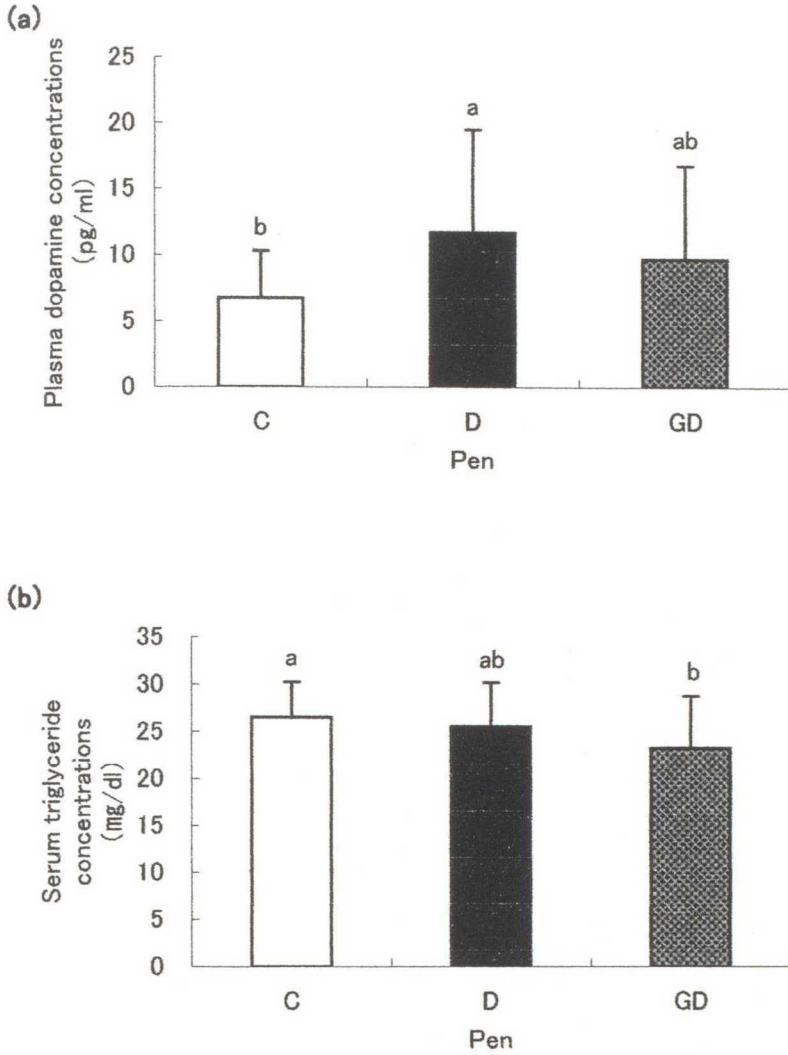 (a)
Plasma dopamine concentrations
(pg/ml)
25
20
15
10
5
0
b
a
ab
C
D
GD
Pen
(b)
Serum triglyceride
concentrations
(mg/dl)
35
30
25
20
15
10
5
0
a
ab
b
C
D
GD
Pen